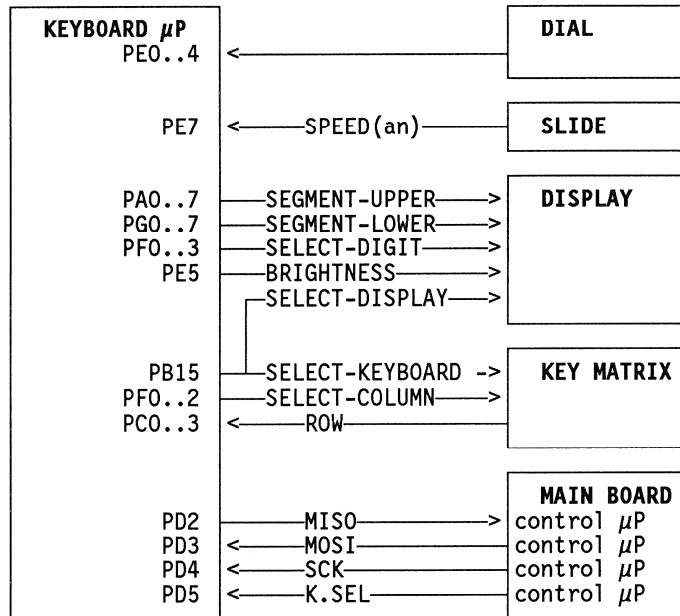 KEYBOARD µP DIAL
PE0..4 <
PE7 < SPEED(an) SLIDE
PA0..7 SEGMENT-UPPER > DISPLAY
PG0..7 SEGMENT-LOWER >
PF0..3 SELECT-DIGIT >
PE5 BRIGHTNESS >
SELECT-DISPLAY >
PB15 SELECT-KEYBOARD -> KEY MATRIX
PF0..2 SELECT-COLUMN >
PC0..3 < ROW
MAIN BOARD
PD2 MISO > control µP
PD3 < MOSI control µP
PD4 < SCK control µP
PD5 < K.SEL control µP